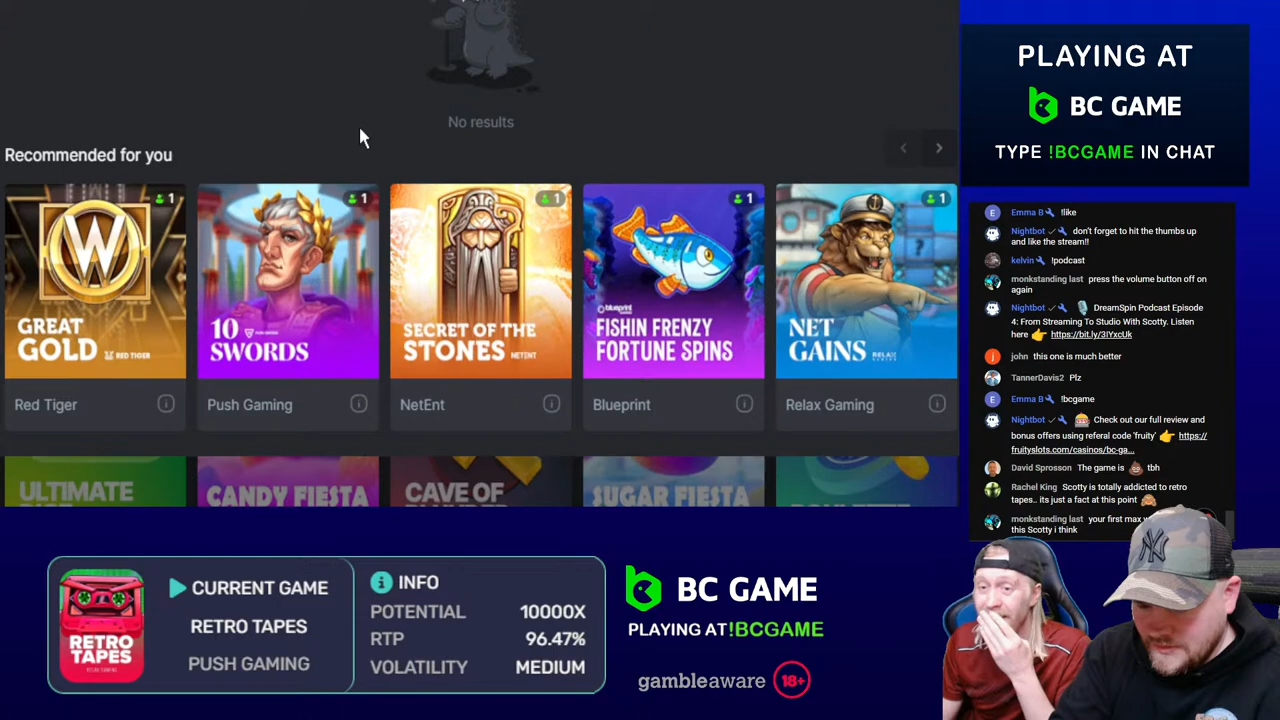 No results
Recommended for you
1
1
1
1
1
W
GREAT
GOLD
RED TIGER
10
SWORDS
SECRET OF THE
STONES NETENT
blueprint
FISHIN FRENZY
FORTUNE SPINS
NET
GAINS RELAX
Red Tiger
Push Gaming
NetEnt
Blueprint
Relax Gaming
ULTIMATE
CANDY FIESTA
CAVE OF
SUGAR FIESTA
PLAYING AT
BC GAME
TYPE !BCGAME IN CHAT
E Emma B !like
Nightbot don't forget to hit the thumbs up
and like the stream!!
kelvin !podcast
monkstanding last press the volume button off on
again
Nightbot DreamSpin Podcast Episode
4: From Streaming To Studio With Scotty. Listen
here https://bit.ly/3IYxcUk
j john this one is much better
TannerDavis2 Plz
E Emma B !bcgame
Nightbot Check out our full review and
bonus offers using referal code 'fruity' https://
fruityslots.com/casinos/bc-ga...
David Sprosson The game is tbh
Rachel King Scotty is totally addicted to retro
tapes.. its just a fact at this point
monkstanding last your first max
this Scotty i think
RETRO
TAPES
CURRENT GAME
RETRO TAPES
PUSH GAMING
INFO
POTENTIAL 10000X
RTP 96.47%
VOLATILITY MEDIUM
BC GAME
PLAYING AT !BCGAME
gambleaware 18+